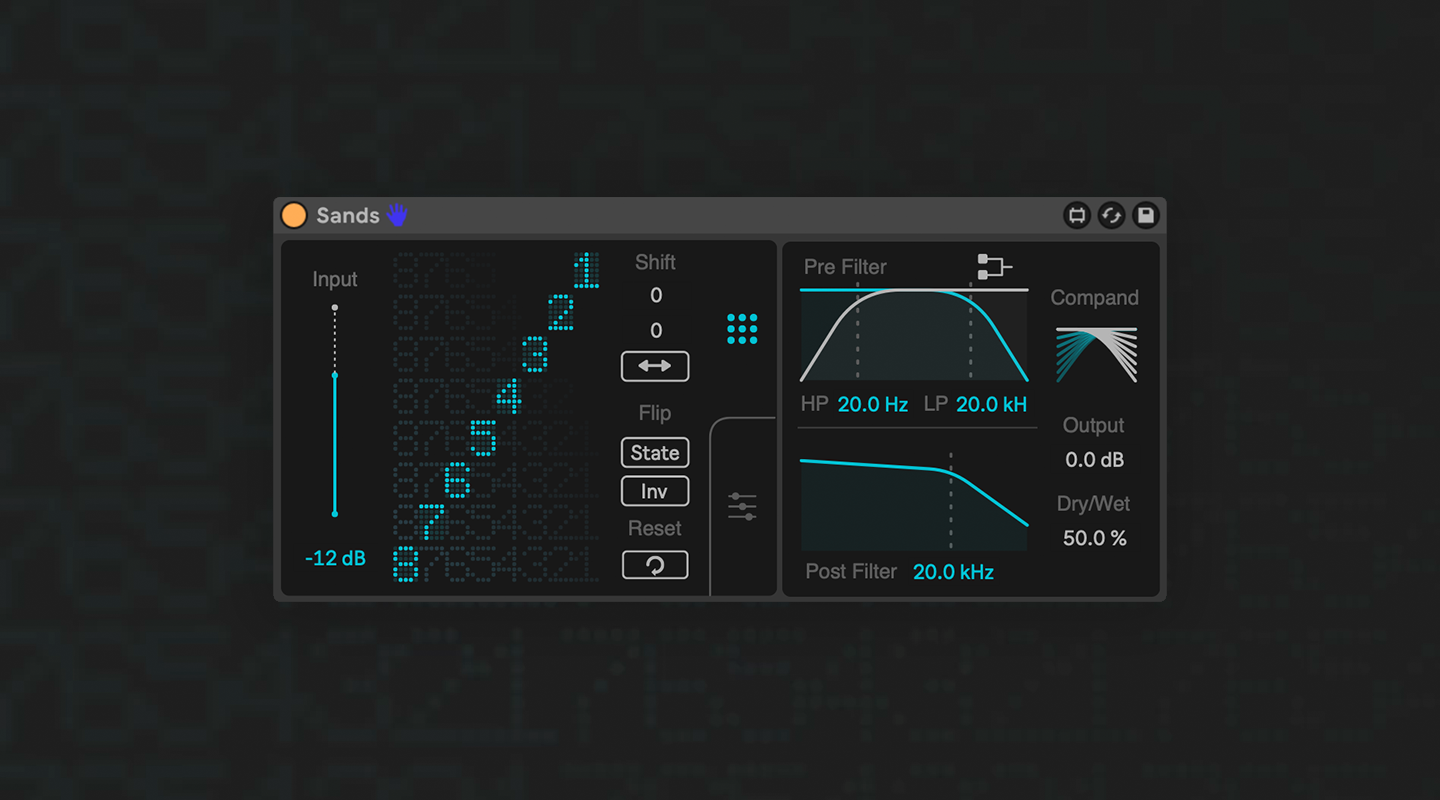 Sands
Input
-12 dB
1
2
3
4
5
6
7
8
Shift
0
0
Flip
State
Inv
Reset
Pre Filter
HP 20.0 Hz LP 20.0 kH
Post Filter 20.0 kHz
Compand
Output
0.0 dB
Dry/Wet
50.0 %